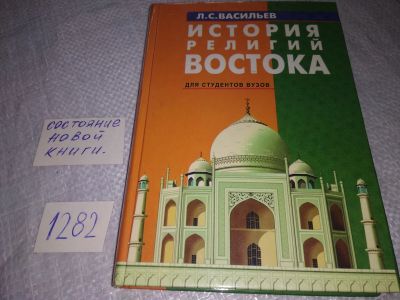 Л.С.ВАСИЛЬЕВ
ИСТОРИЯ
РЕЛИГИЙ
ВОСТОКА
ДЛЯ СТУДЕНТОВ ВУЗОВ
состояние
новой
книги.
1282